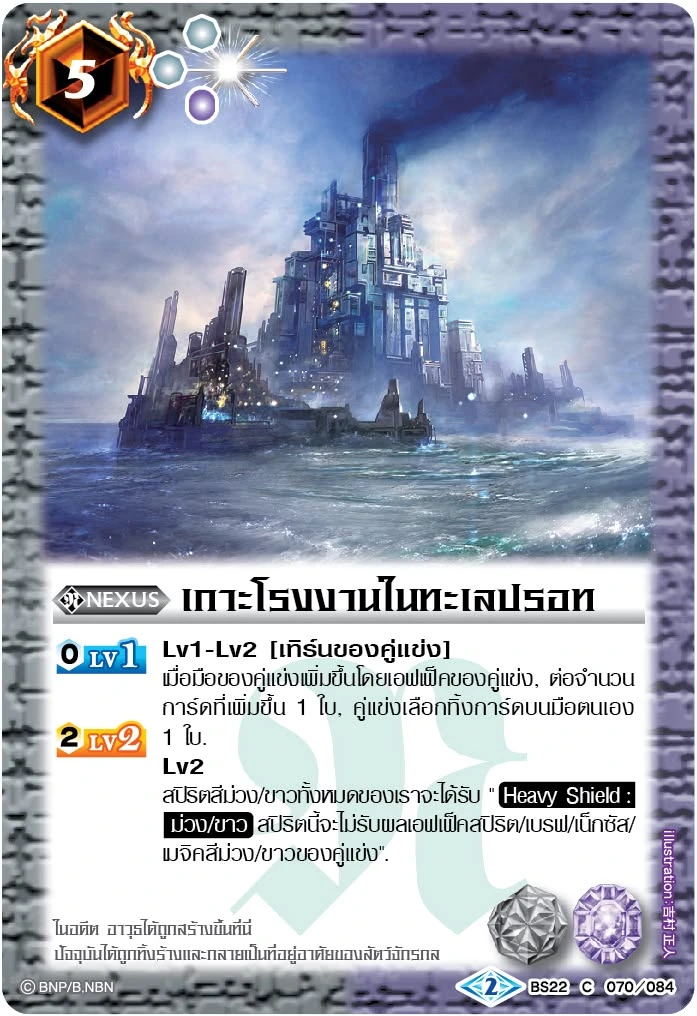 5
NEXUS เกาะโรงงานในทะเลปรอท
0 LV1
2 LV2
Lv1-Lv2 [เทิร์นของคู่แข่ง]
เมื่อมือของคู่แข่งเพิ่มขึ้นโดยเอฟเฟ็คของคู่แข่ง, ต่อจำนวน
การ์ดที่เพิ่มขึ้น 1 ใบ, คู่แข่งเลือกทิ้งการ์ดบนมือตนเอง
1 ใบ.
Lv2
สปิริตสีม่วง/ขาวทั้งหมดของเราจะได้รับ " Heavy Shield :
ม่วง/ขาว สปิริตนี้จะไม่รับผลเอฟเฟ็คสปิริต/เบรฟ/เน็กซัส/
เมจิคสีม่วง/ขาวของคู่แข่ง".
ในอดีต อาวุธได้ถูกสร้างขึ้นที่นี่
ปัจจุบันได้ถูกทิ้งร้างและกลายเป็นที่อยู่อาศัยของสัตว์จักรกล
illustration:吉村 正人
©BNP/B,NBN
2 BS22 C 070/084